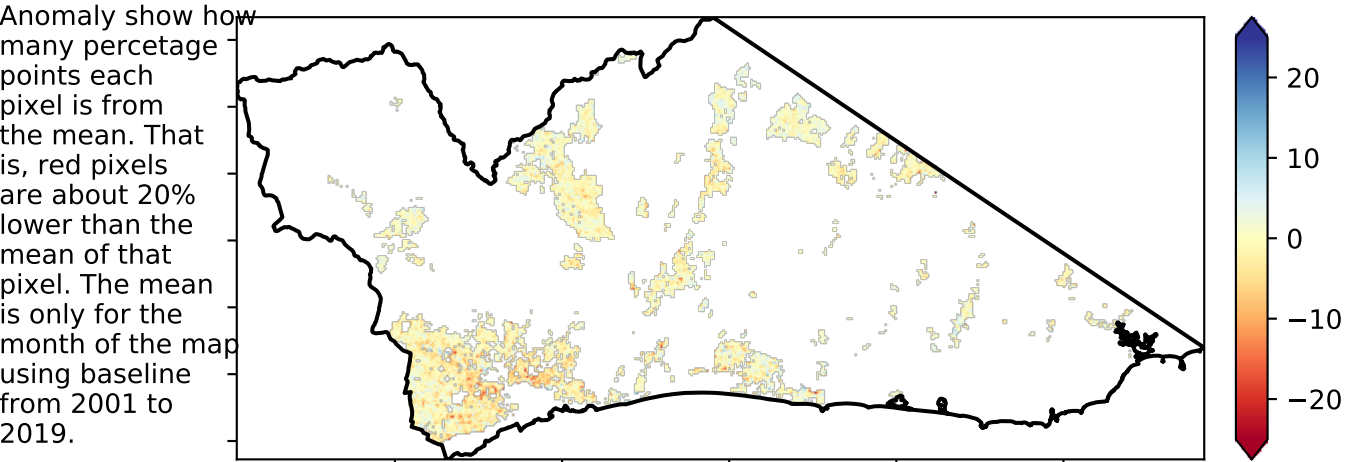 Anomaly show how
many percetage
points each
pixel is from
the mean. That
is, red pixels
are about 20%
lower than the
mean of that
pixel. The mean
is only for the
month of the map
using baseline
from 2001 to
2019.
20
10
0
−10
−20